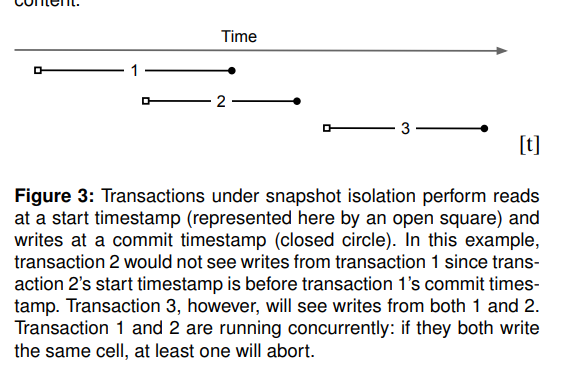 content.
Time
1
2
3
[t]
Figure 3: Transactions under snapshot isolation perform reads
at a start timestamp (represented here by an open square) and
writes at a commit timestamp (closed circle). In this example,
transaction 2 would not see writes from transaction 1 since trans-
action 2's start timestamp is before transaction 1's commit times-
tamp. Transaction 3, however, will see writes from both 1 and 2.
Transaction 1 and 2 are running concurrently: if they both write
the same cell, at least one will abort.